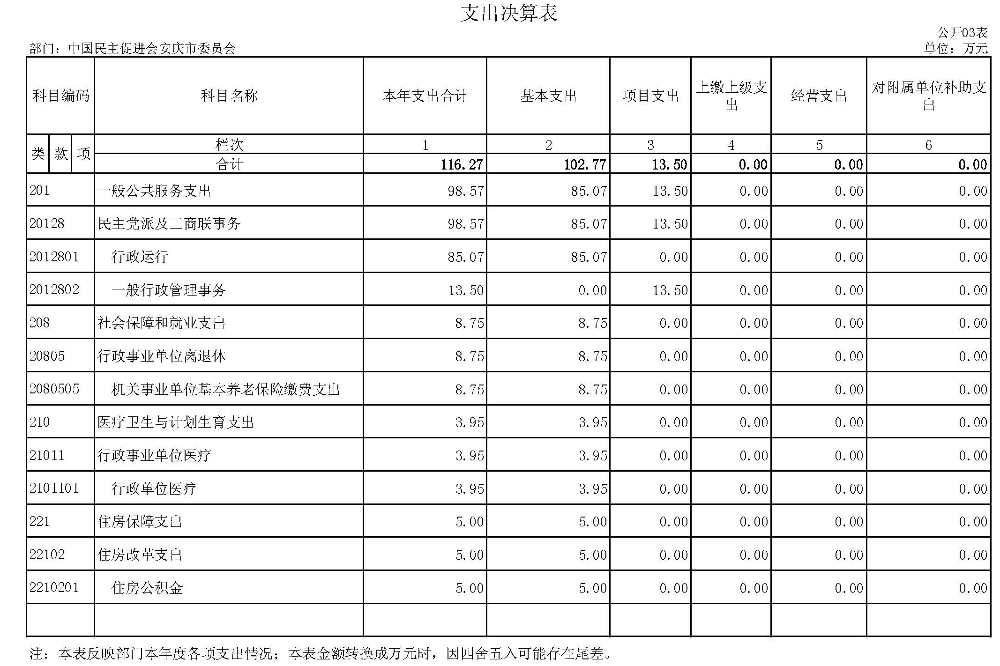 支出决算表
公开03表
部门：中国民主促进会安庆市委员会 单位：万元
科目编码 科目名称 本年支出合计 基本支出 项目支出 上缴上级支出 经营支出 对附属单位补助支出
类 款 项 栏次 1 2 3 4 5 6
合计 116.27 102.77 13.50 0.00 0.00 0.00
201 一般公共服务支出 98.57 85.07 13.50 0.00 0.00 0.00
20128 民主党派及工商联事务 98.57 85.07 13.50 0.00 0.00 0.00
2012801 行政运行 85.07 85.07 0.00 0.00 0.00 0.00
2012802 一般行政管理事务 13.50 0.00 13.50 0.00 0.00 0.00
208 社会保障和就业支出 8.75 8.75 0.00 0.00 0.00 0.00
20805 行政事业单位离退休 8.75 8.75 0.00 0.00 0.00 0.00
2080505 机关事业单位基本养老保险缴费支出 8.75 8.75 0.00 0.00 0.00 0.00
210 医疗卫生与计划生育支出 3.95 3.95 0.00 0.00 0.00 0.00
21011 行政事业单位医疗 3.95 3.95 0.00 0.00 0.00 0.00
2101101 行政单位医疗 3.95 3.95 0.00 0.00 0.00 0.00
221 住房保障支出 5.00 5.00 0.00 0.00 0.00 0.00
22102 住房改革支出 5.00 5.00 0.00 0.00 0.00 0.00
2210201 住房公积金 5.00 5.00 0.00 0.00 0.00 0.00
注：本表反映部门本年度各项支出情况；本表金额转换成万元时，因四舍五入可能存在尾差。